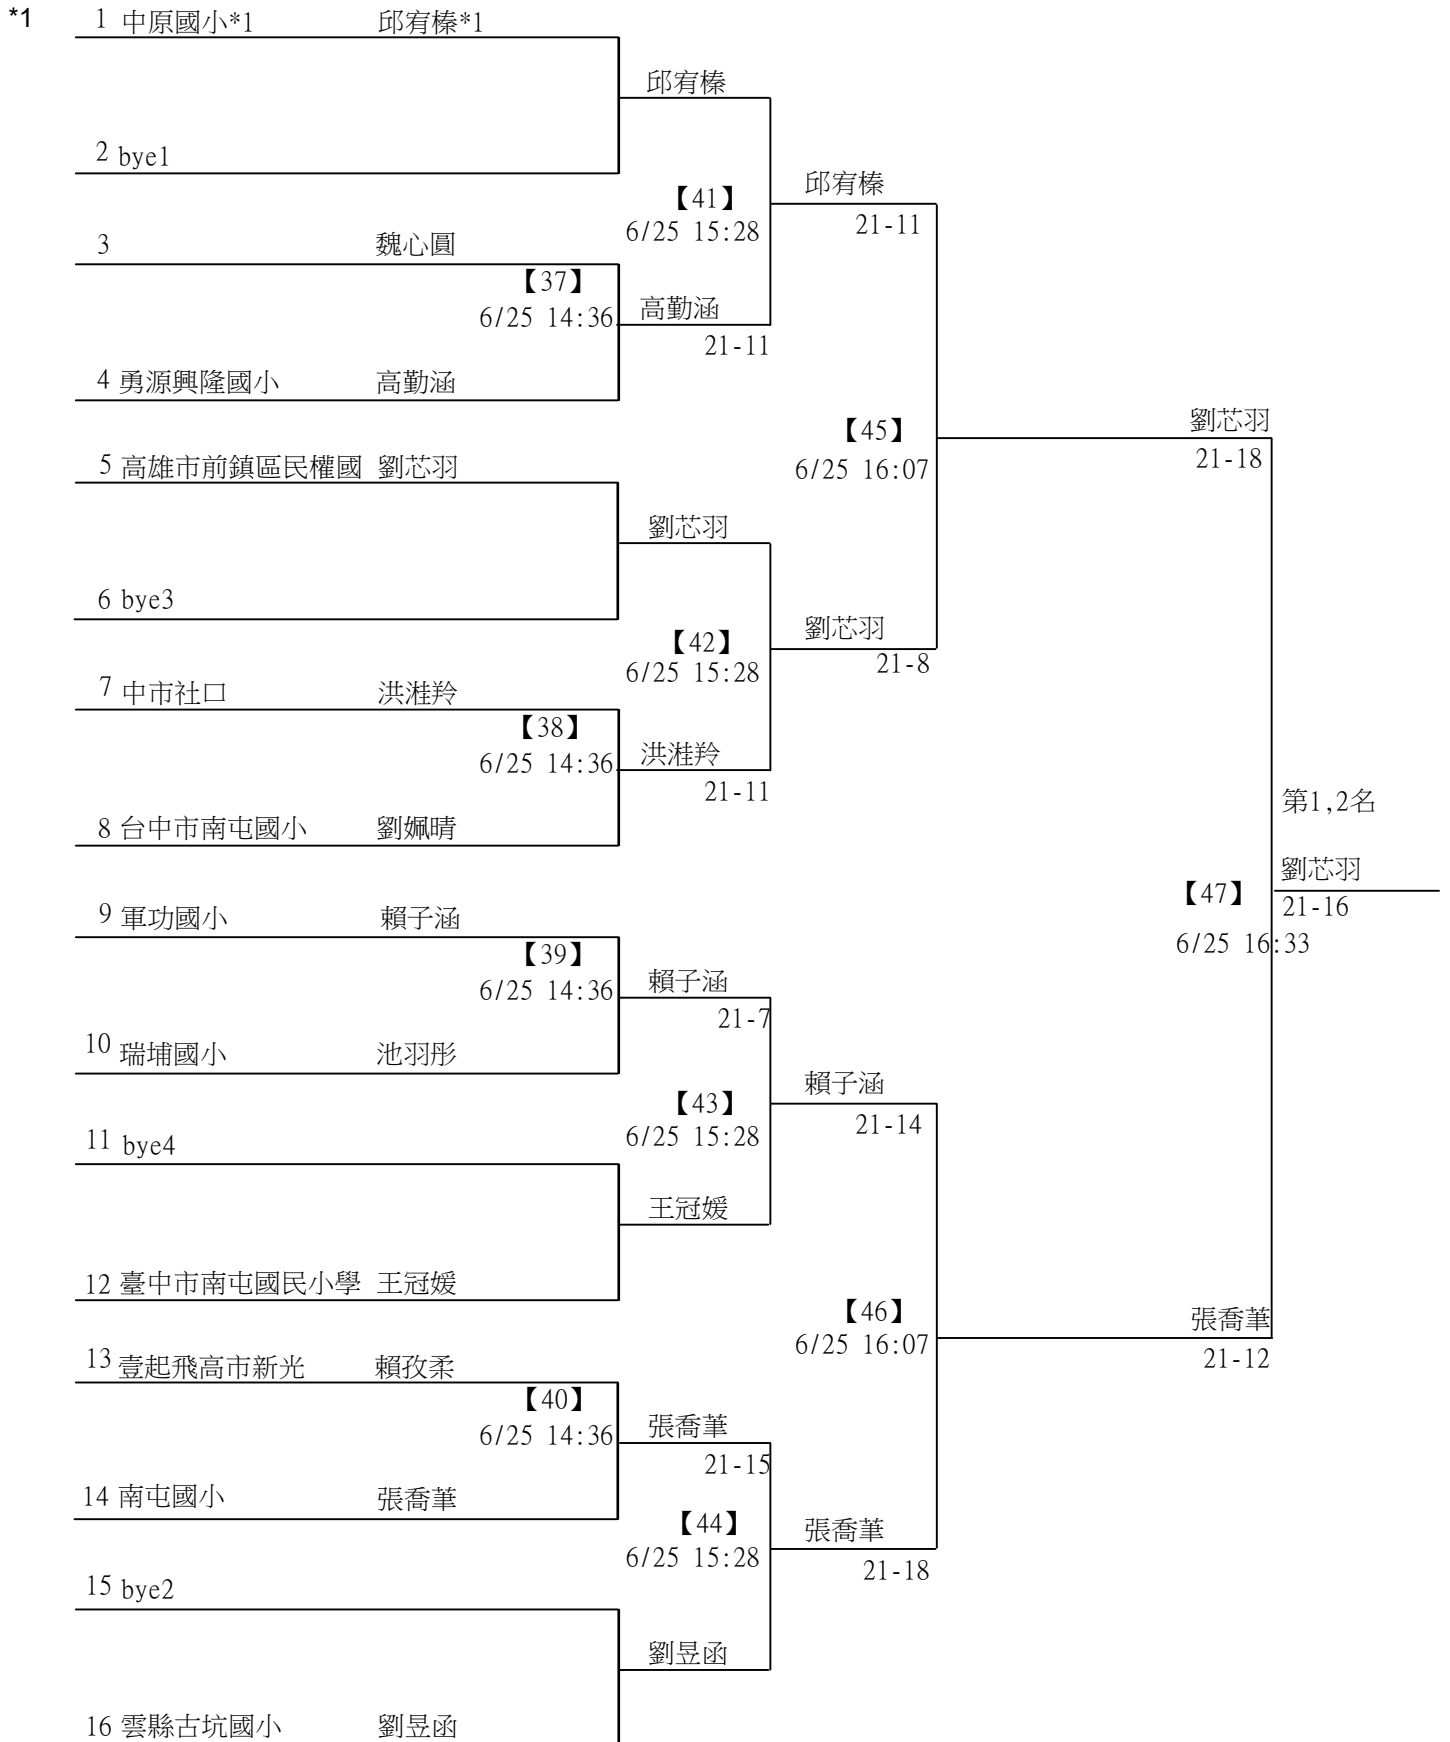 *1
1 中原國小*1 邱宥榛*1
邱宥榛
2 bye1
【41】
邱宥榛
6/25 15:28
21-11
3 魏心圓
【37】
6/25 14:36
高勤涵
21-11
4 勇源興隆國小 高勤涵
【45】
劉芯羽
6/25 16:07
21-18
5 高雄市前鎮區民權國 劉芯羽
劉芯羽
6 bye3
【42】
劉芯羽
6/25 15:28
21-8
7 中市社口 洪溎羚
【38】
6/25 14:36
洪溎羚
21-11
第1,2名
8 台中市南屯國小 劉姵晴
劉芯羽
【47】
21-16
6/25 16:33
9 軍功國小 賴子涵
【39】
6/25 14:36
賴子涵
21-7
10 瑞埔國小 池羽彤
賴子涵
【43】
21-14
6/25 15:28
11 bye4
王冠媛
12 臺中市南屯國民小學 王冠媛
【46】
張喬葦
6/25 16:07
21-12
13 壹起飛高市新光 賴孜柔
【40】
6/25 14:36
張喬葦
21-15
14 南屯國小 張喬葦
【44】
張喬葦
6/25 15:28
21-18
15 bye2
劉昱函
16 雲縣古坑國小 劉昱函